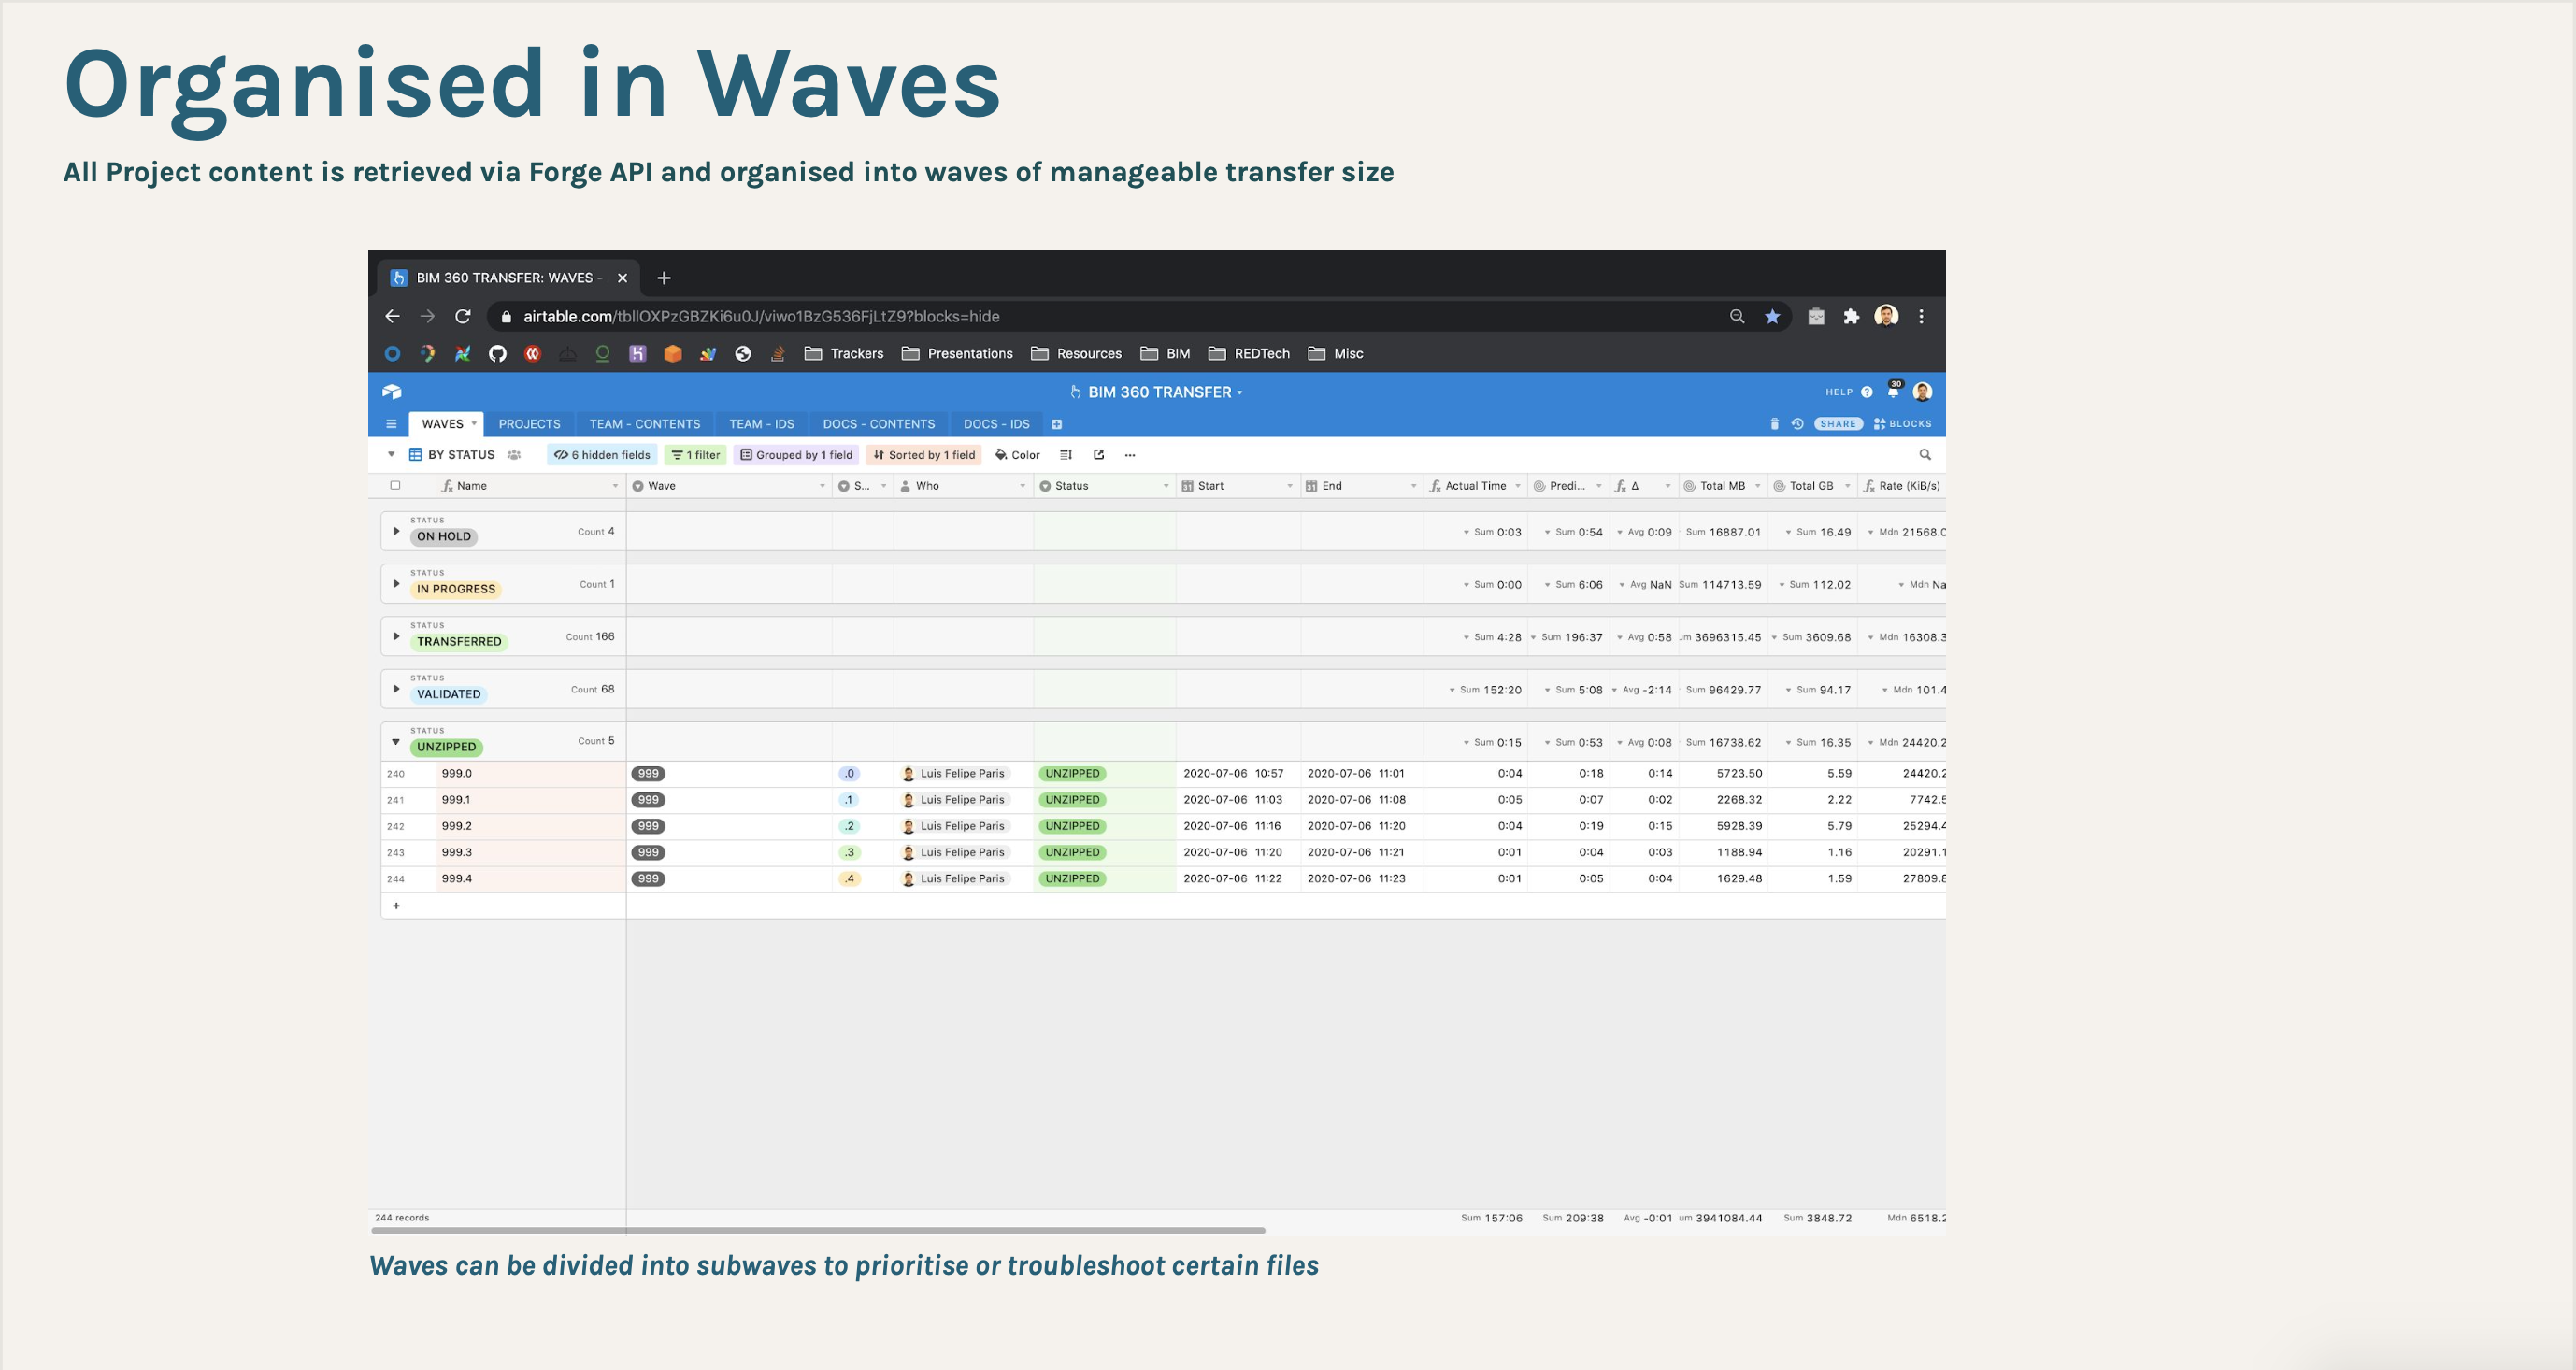 Organised in Waves
All Project content is retrieved via Forge API and organised into waves of manageable transfer size
BIM 360 TRANSFER: WAVES -
airtable.com/tbllOXPzGBZKi6u0J/viwo1BzG536FjLtZ9?blocks=hide
Trackers Presentations Resources BIM REDTech Misc
BIM 360 TRANSFER
HELP 30
WAVES PROJECTS TEAM - CONTENTS TEAM - IDS DOCS - CONTENTS DOCS - IDS SHARE BLOCKS
BY STATUS 6 hidden fields 1 filter Grouped by 1 field Sorted by 1 field Color
Name Wave S... Who Status Start End Actual Time Predi... Δ Total MB Total GB Rate (KiB/s)
STATUS
ON HOLD Count 4 Sum 0:03 Sum 0:54 Avg 0:09 Sum 16887.01 Sum 16.49 Mdn 21568.0
STATUS
IN PROGRESS Count 1 Sum 0:00 Sum 6:06 Avg NaN Sum 114713.59 Sum 112.02 Mdn Na
STATUS
TRANSFERRED Count 166 Sum 4:28 Sum 196:37 Avg 0:58 um 3696315.45 Sum 3609.68 Mdn 16308.3
STATUS
VALIDATED Count 68 Sum 152:20 Sum 5:08 Avg -2:14 Sum 96429.77 Sum 94.17 Mdn 101.4
STATUS
UNZIPPED Count 5 Sum 0:15 Sum 0:53 Avg 0:08 Sum 16738.62 Sum 16.35 Mdn 24420.2
240 999.0 999 .0 Luis Felipe Paris UNZIPPED 2020-07-06 10:57 2020-07-06 11:01 0:04 0:18 0:14 5723.50 5.59 24420.2
241 999.1 999 .1 Luis Felipe Paris UNZIPPED 2020-07-06 11:03 2020-07-06 11:08 0:05 0:07 0:02 2268.32 2.22 7742.5
242 999.2 999 .2 Luis Felipe Paris UNZIPPED 2020-07-06 11:16 2020-07-06 11:20 0:04 0:19 0:15 5928.39 5.79 25294.4
243 999.3 999 .3 Luis Felipe Paris UNZIPPED 2020-07-06 11:20 2020-07-06 11:21 0:01 0:04 0:03 1188.94 1.16 20291.1
244 999.4 999 .4 Luis Felipe Paris UNZIPPED 2020-07-06 11:22 2020-07-06 11:23 0:01 0:05 0:04 1629.48 1.59 27809.8
244 records Sum 157:06 Sum 209:38 Avg -0:01 um 3941084.44 Sum 3848.72 Mdn 6518.2
Waves can be divided into subwaves to prioritise or troubleshoot certain files